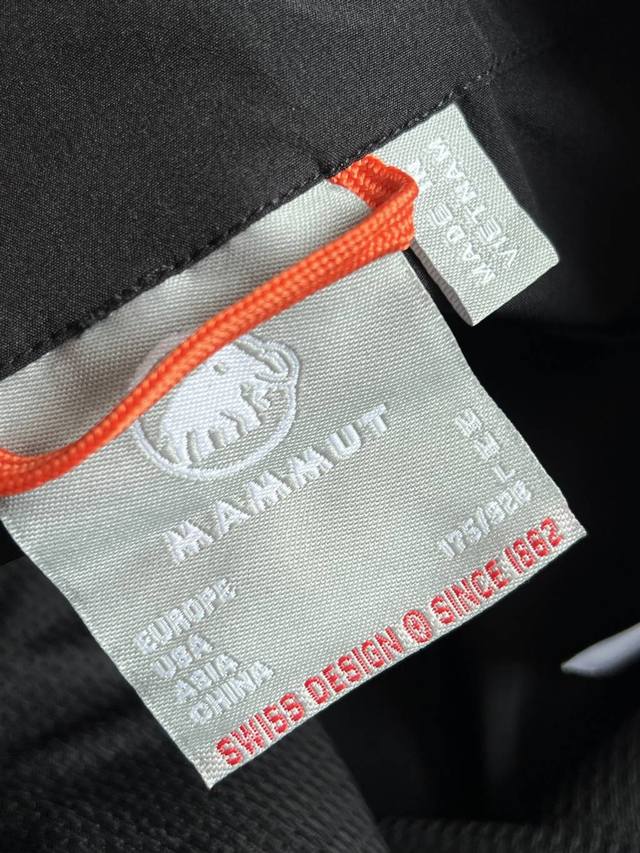 MADE IN
VIETNAM
MAMMUT
EUROPE M
USA M
ASIA L
CHINA 175/92B
SWISS DESIGN SINCE 1862